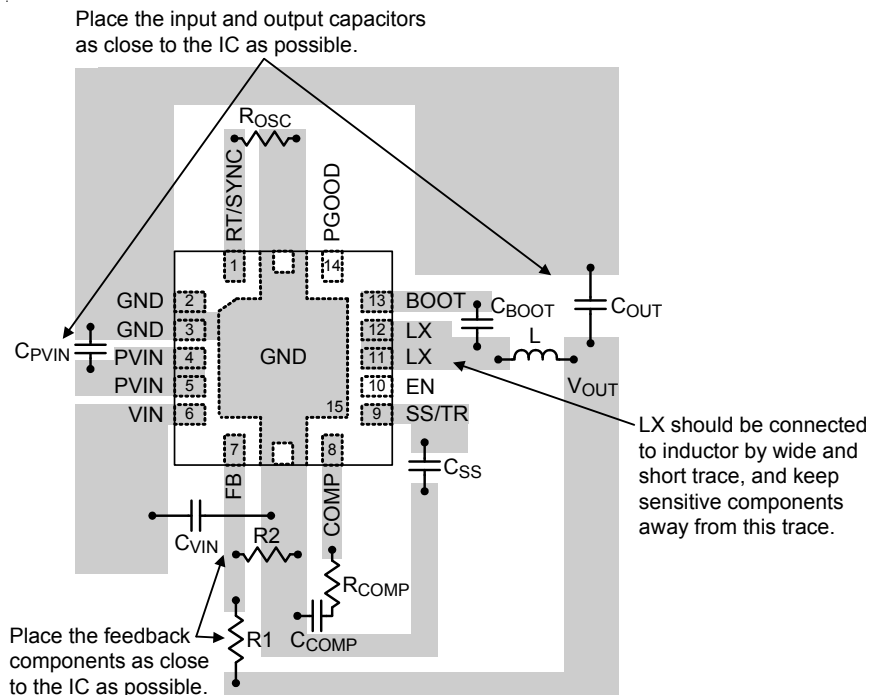 Place the input and output capacitors
as close to the IC as possible.
ROSC
RT/SYNC
PGOOD
1
14
GND 2
13 BOOT
CBOOT
COUT
GND 3
12 LX
L
CPVIN
PVIN 4
GND
11 LX
PVIN 5
10 EN
VOUT
VIN 6
15
9 SS/TR
7
8
LX should be connected
to inductor by wide and
short trace, and keep
sensitive components
away from this trace.
CSS
FB
COMP
CVIN
R2
RCOMP
CCOMP
R1
Place the feedback
components as close
to the IC as possible.